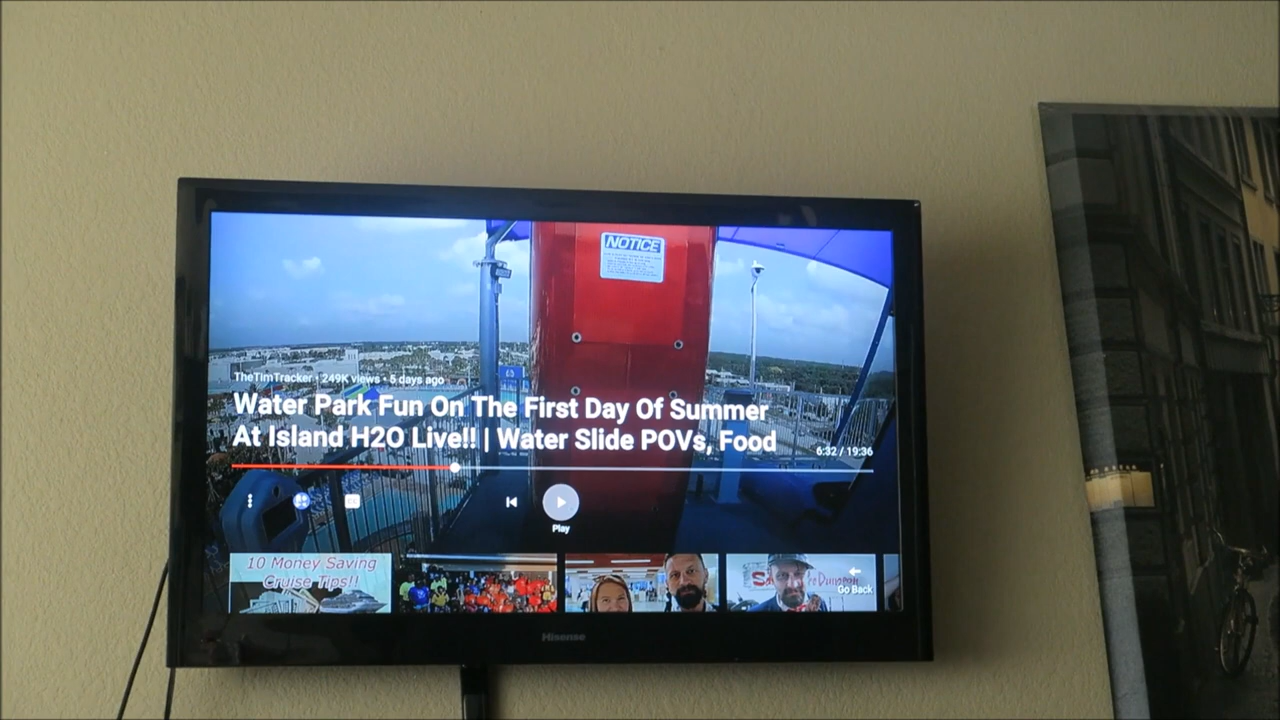 NOTICE
TheTimTracker • 249K views • 5 days ago
Water Park Fun On The First Day Of Summer
At Island H2O Live!! | Water Slide POVs, Food
6:32 / 19:36
Play
10 Money Saving
Cruise Tips!!
Go Back
Hisense